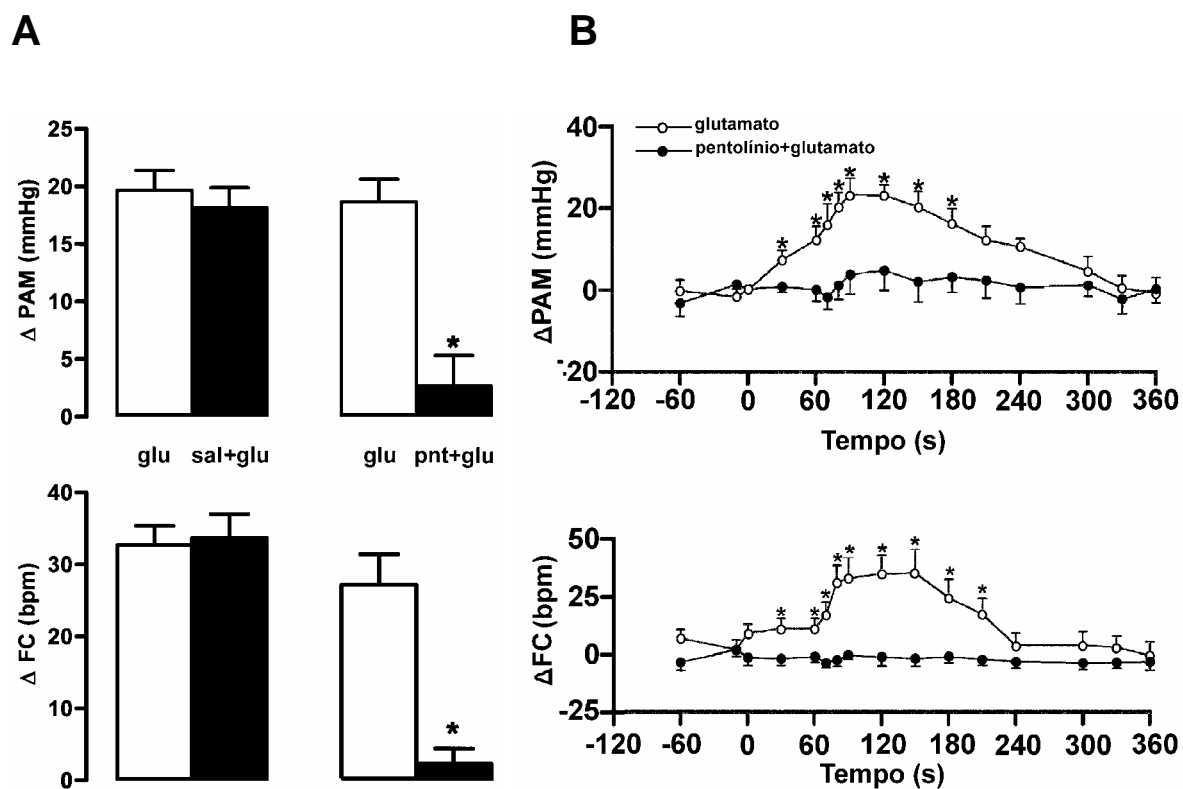 A
B
25
20
15
10
5
0
Δ PAM (mmHg)
*
glu sal+glu
glu pnt+glu
40
30
20
10
0
Δ FC (bpm)
*
glutamato
pentolínio+glutamato
40
20
0
-20
ΔPAM (mmHg)
* * * * * * * * *
-120 -60 0 60 120 180 240 300 360
Tempo (s)
50
25
0
-25
ΔFC (bpm)
* * * * * * * * *
-120 -60 0 60 120 180 240 300 360
Tempo (s)